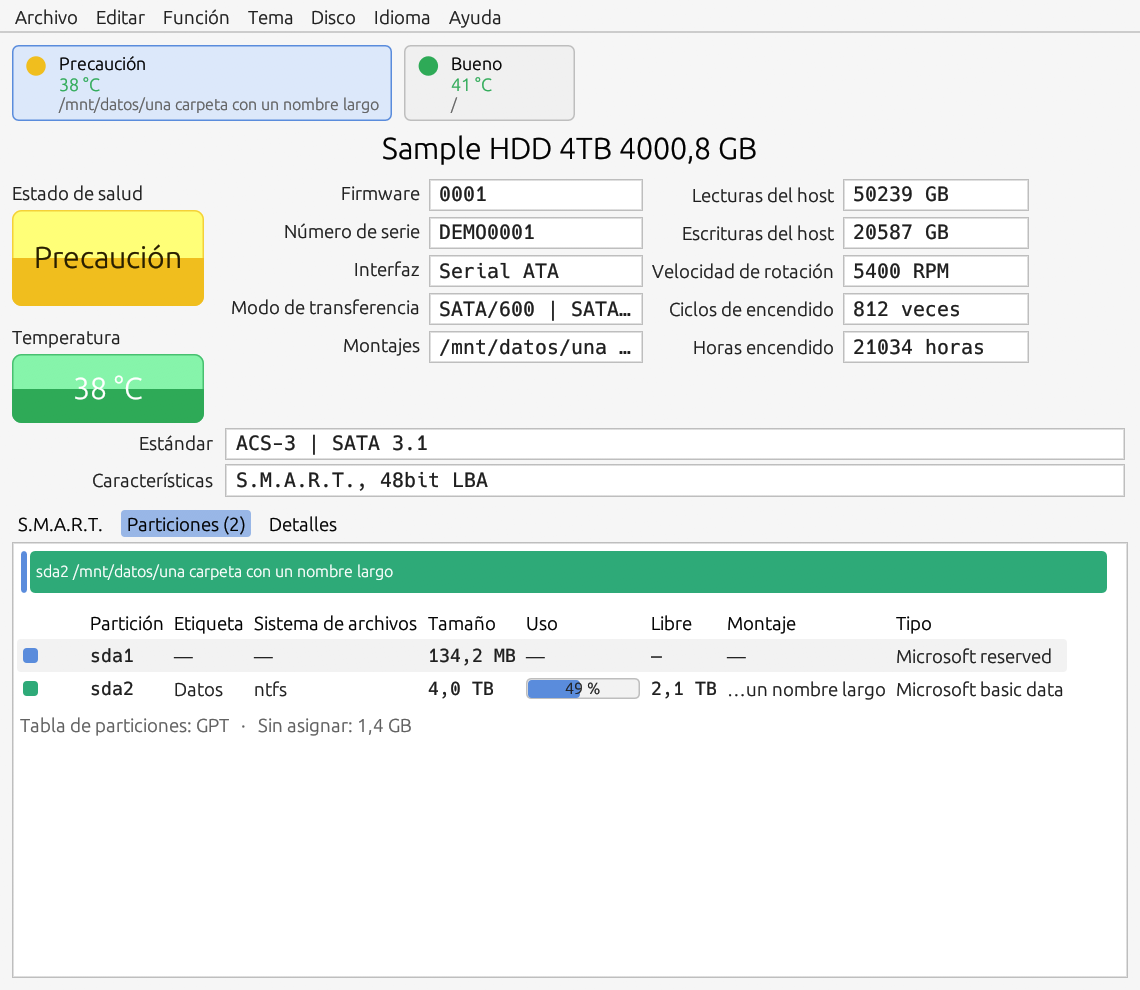 Archivo Editar Función Tema Disco Idioma Ayuda
Precaución
38 °C
/mnt/datos/una carpeta con un nombre largo
Bueno
41 °C
/
Sample HDD 4TB 4000,8 GB
Estado de salud
Precaución
Temperatura
38 °C
Firmware 0001
Número de serie DEMO0001
Interfaz Serial ATA
Modo de transferencia SATA/600 | SATA…
Montajes /mnt/datos/una …
Lecturas del host 50239 GB
Escrituras del host 20587 GB
Velocidad de rotación 5400 RPM
Ciclos de encendido 812 veces
Horas encendido 21034 horas
Estándar ACS-3 | SATA 3.1
Características S.M.A.R.T., 48bit LBA
S.M.A.R.T. Particiones (2) Detalles
sda2 /mnt/datos/una carpeta con un nombre largo
Partición Etiqueta Sistema de archivos Tamaño Uso Libre Montaje Tipo
sda1 — — 134,2 MB — – — Microsoft reserved
sda2 Datos ntfs 4,0 TB 49 % 2,1 TB …un nombre largo Microsoft basic data
Tabla de particiones: GPT · Sin asignar: 1,4 GB